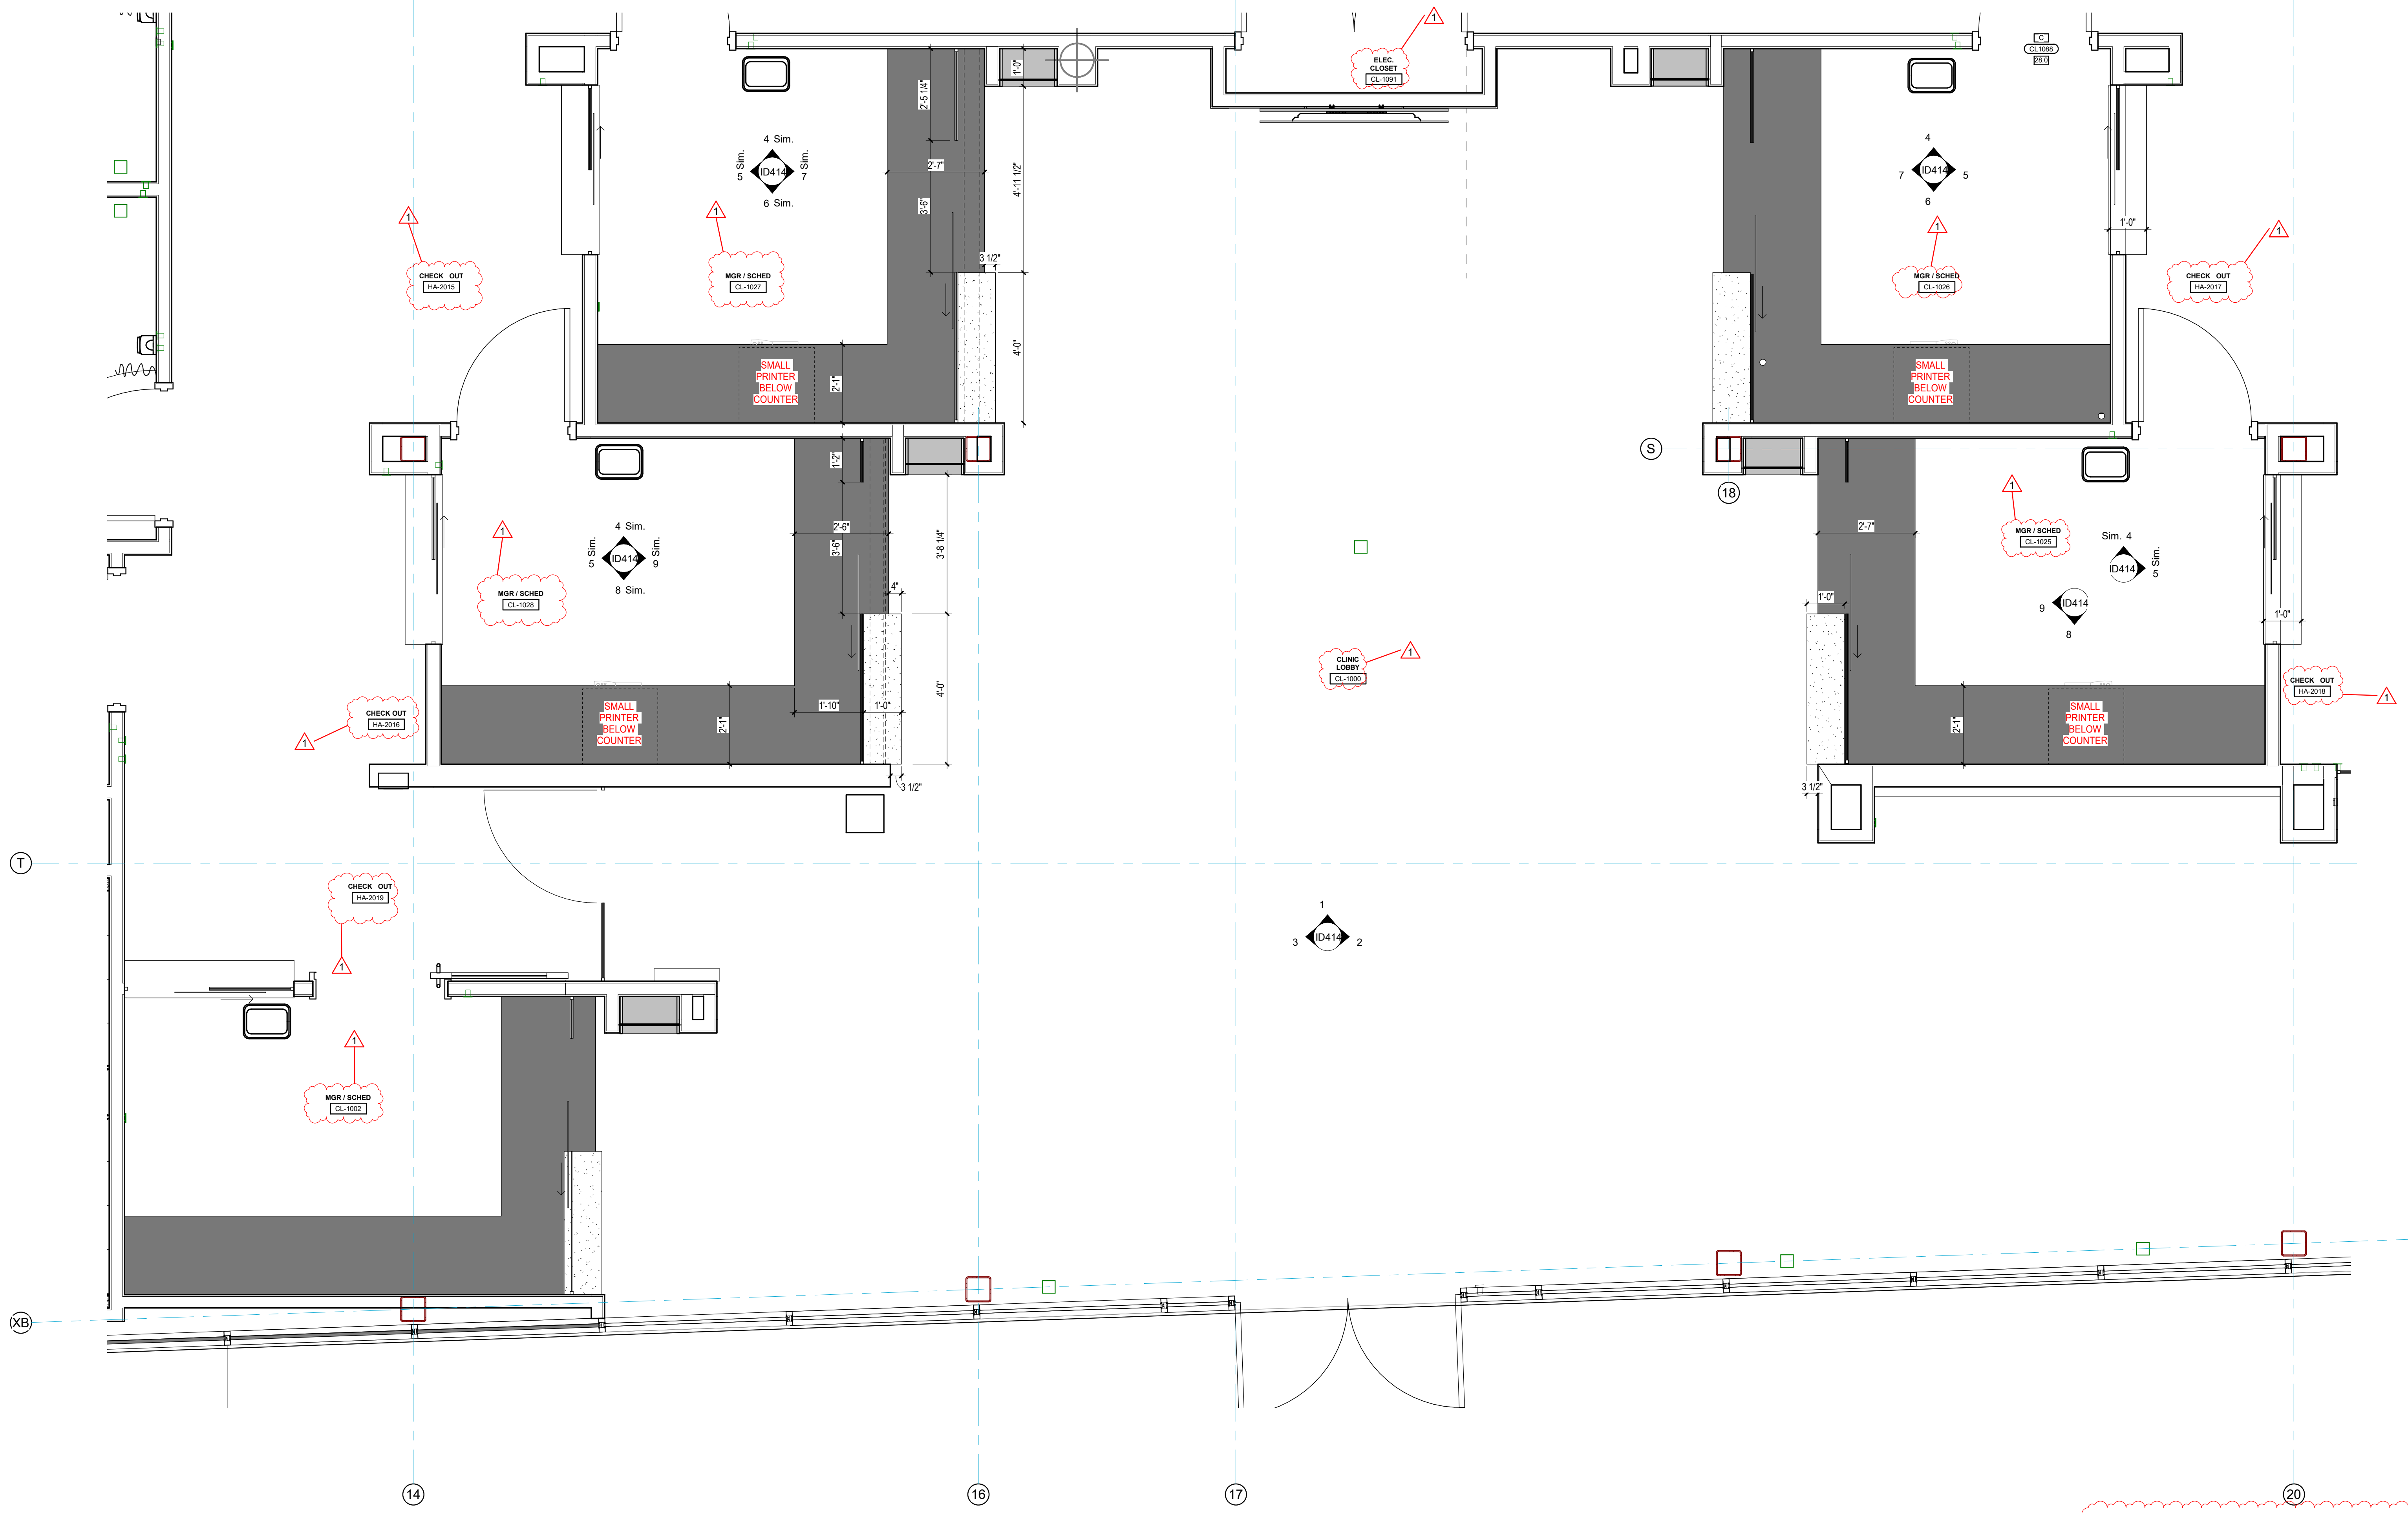 1
ELEC.
CLOSET
CL-1091
C
CL1088
28.0
1'-0"
2'-5 1/4"
4 Sim.
5 Sim.
ID414
7 Sim.
6 Sim.
2'-7"
4'-11 1/2"
3'-6"
4
7
ID414
5
6
1
CHECK OUT
HA-2015
1
MGR / SCHED
CL-1027
3 1/2"
1
MGR / SCHED
CL-1026
1'-0"
1
CHECK OUT
HA-2017
4'-0"
SMALL
PRINTER
BELOW
COUNTER
2'-1"
SMALL
PRINTER
BELOW
COUNTER
1'-2"
S
18
1
MGR / SCHED
CL-1028
4 Sim.
5 Sim.
ID414
9 Sim.
8 Sim.
2'-6"
3'-6"
3'-8 1/4"
4"
2'-7"
1
MGR / SCHED
CL-1025
Sim. 4
ID414
5 Sim.
9
ID414
8
1'-0"
1'-0"
1
CLINIC
LOBBY
CL-1000
1
CHECK OUT
HA-2016
SMALL
PRINTER
BELOW
COUNTER
2'-1"
1'-10"
1'-0"
4'-0"
3 1/2"
2'-1"
SMALL
PRINTER
BELOW
COUNTER
CHECK OUT
HA-2018
1
3 1/2"
T
CHECK OUT
HA-2019
1
1
3
ID414
2
1
MGR / SCHED
CL-1002
XB
14
16
17
20